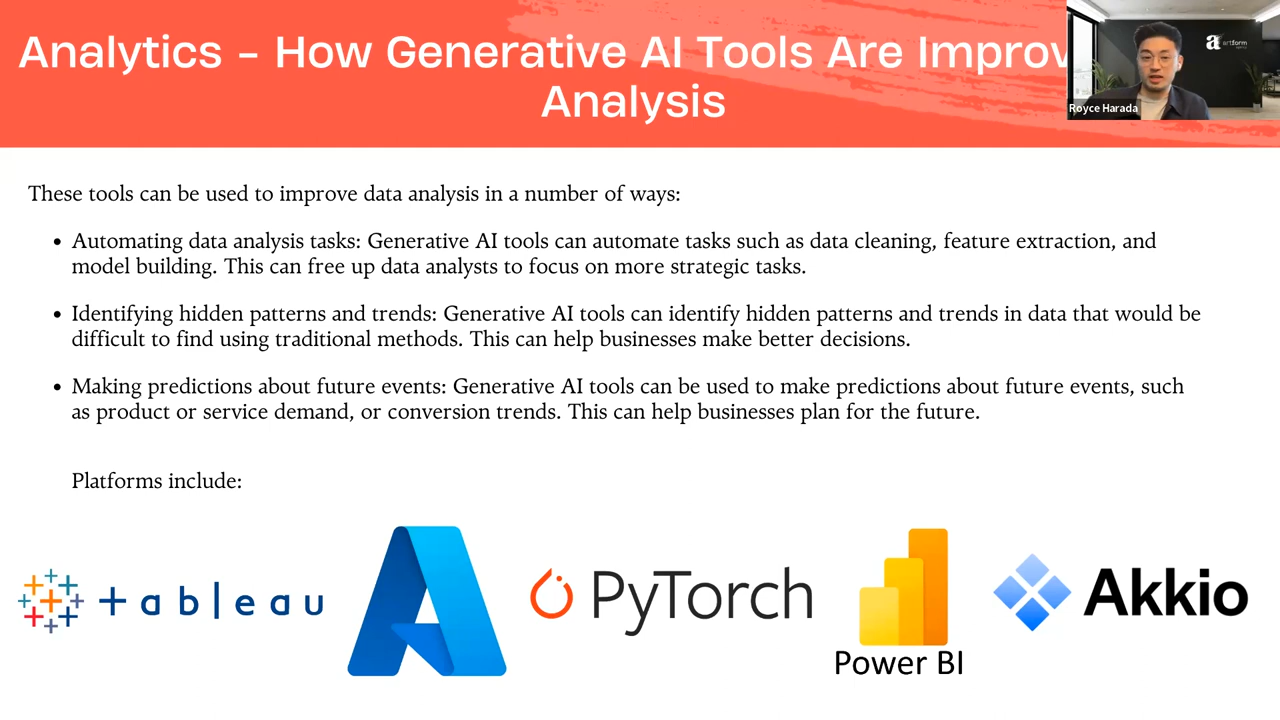 Analytics - How Generative AI Tools Are Improv
Analysis
a artform
Royce Harada
These tools can be used to improve data analysis in a number of ways:
• Automating data analysis tasks: Generative AI tools can automate tasks such as data cleaning, feature extraction, and
model building. This can free up data analysts to focus on more strategic tasks.
• Identifying hidden patterns and trends: Generative AI tools can identify hidden patterns and trends in data that would be
difficult to find using traditional methods. This can help businesses make better decisions.
• Making predictions about future events: Generative AI tools can be used to make predictions about future events, such
as product or service demand, or conversion trends. This can help businesses plan for the future.
Platforms include:
+ableau
PyTorch
Power BI
Akkio